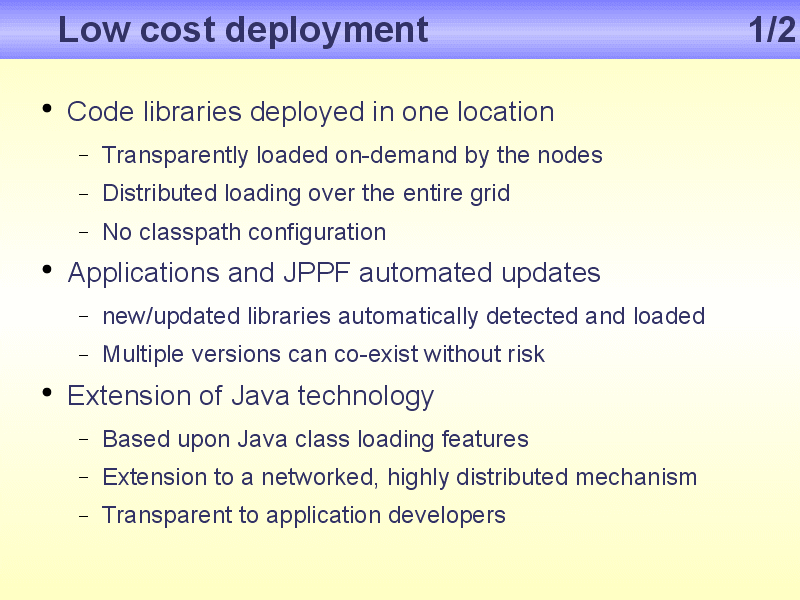 Low cost deployment 1/2
• Code libraries deployed in one location
– Transparently loaded on-demand by the nodes
– Distributed loading over the entire grid
– No classpath configuration
• Applications and JPPF automated updates
– new/updated libraries automatically detected and loaded
– Multiple versions can co-exist without risk
• Extension of Java technology
– Based upon Java class loading features
– Extension to a networked, highly distributed mechanism
– Transparent to application developers